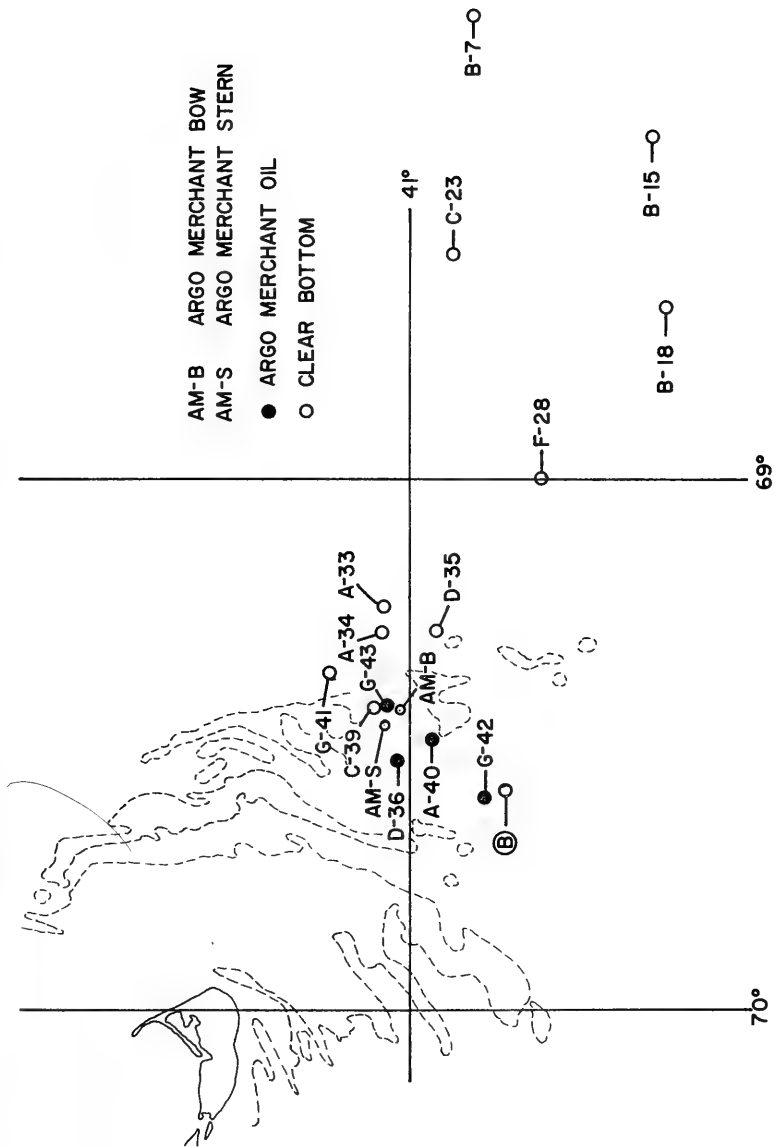 AM-B ARGO MERCHANT BOW
AM-S ARGO MERCHANT STERN
● ARGO MERCHANT OIL
○ CLEAR BOTTOM
41°
B-7
C-23
B-15
B-18
F-28
69°
A-33
A-34
G-43
G-41
C-39
AM-S
D-36
AM-B
D-35
A-40
G-42
B
70°